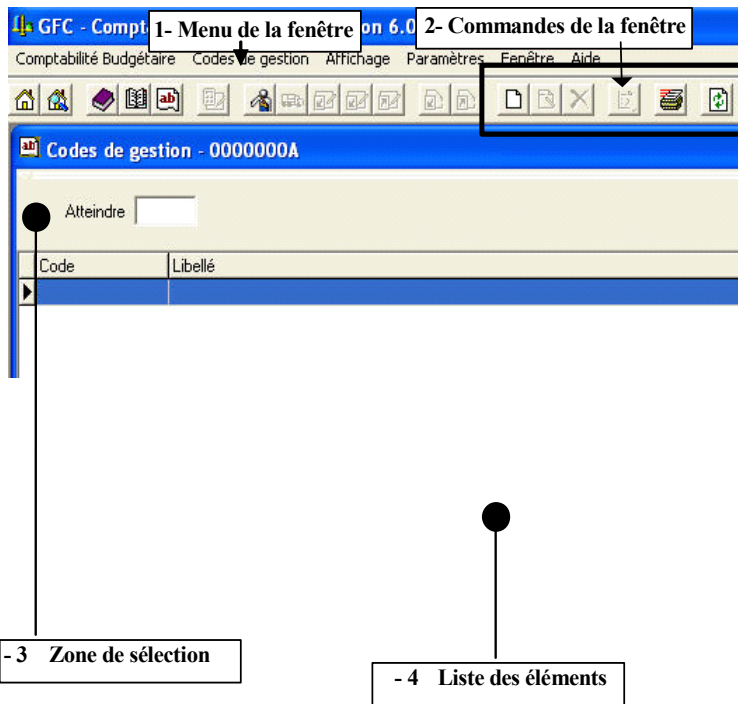 GFC - Compt
1- Menu de la fenêtre
on 6.0
2- Commandes de la fenêtre
Comptabilité Budgétaire Codes de gestion Affichage Paramètres Fenêtre Aide
Codes de gestion - 0000000A
Atteindre
Code Libellé
- 3 Zone de sélection
- 4 Liste des éléments